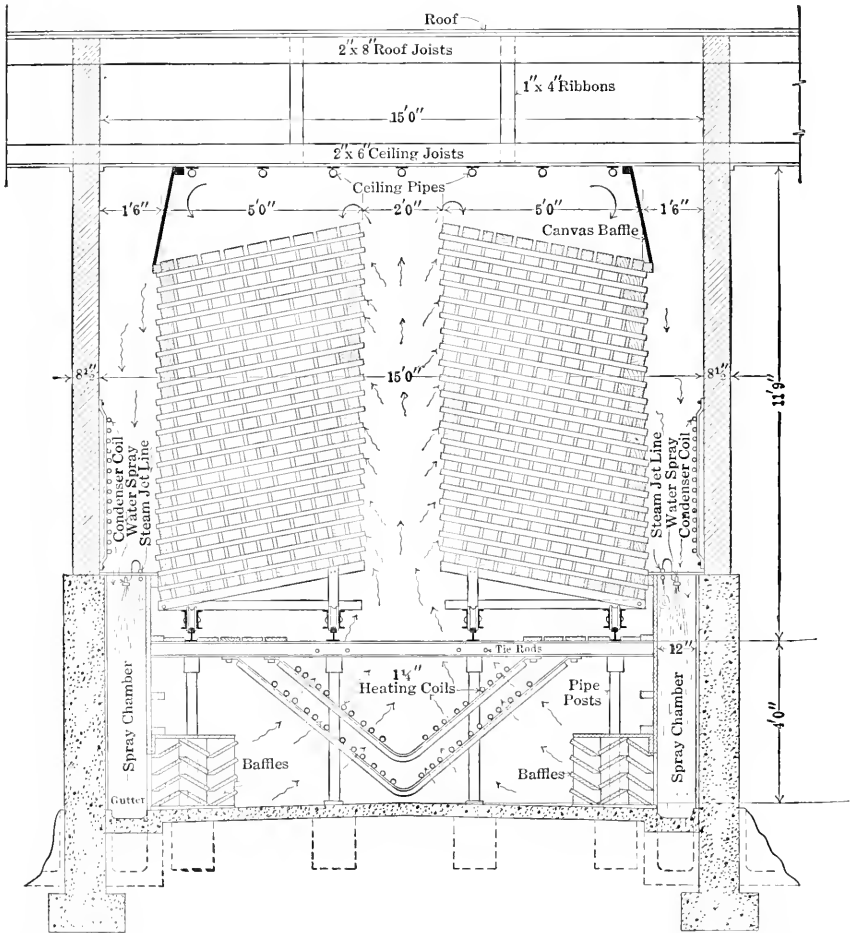 Roof
2"x 8" Roof Joists
1"x 4" Ribbons
15'0"
2"x 6" Ceiling Joists
Ceiling Pipes
1'6"
5'0"
2'0"
5'0"
1'6"
Canvas Baffle
8½"
15'0"
8½"
11'9"
Condenser Coil
Water Spray
Steam Jet Line
Steam Jet Line
Water Spray
Condenser Coil
Tie Rods
12"
1¼"
Heating Coils
Pipe
Posts
Spray Chamber
Spray Chamber
4'0"
Baffles
Baffles
Gutter